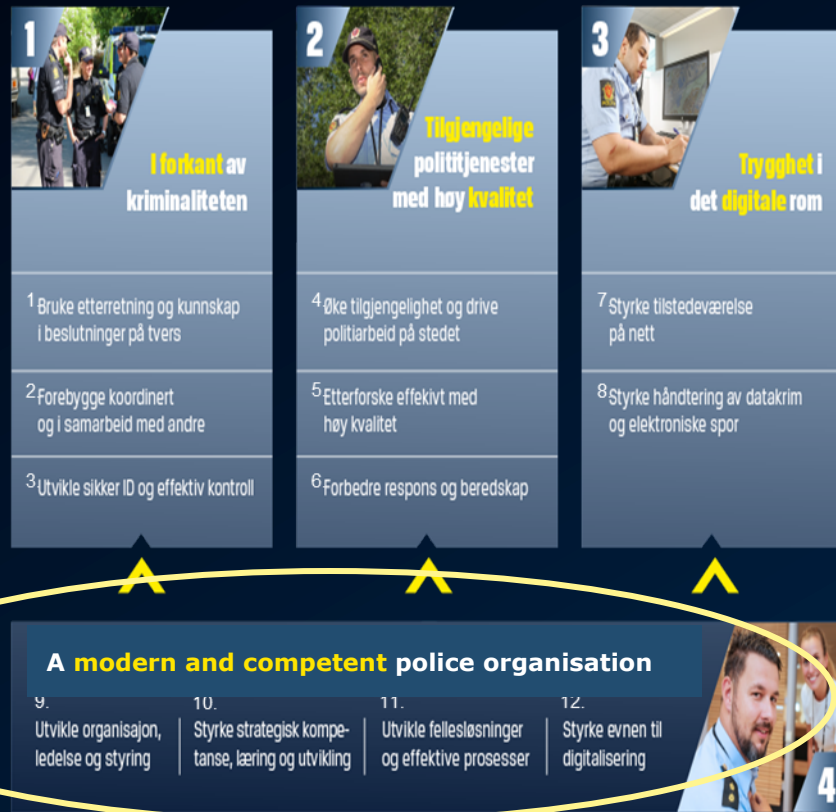 1
I forkant av
kriminaliteten
1 Bruke etterretning og kunnskap
i beslutninger på tvers
2 Forebygge koordinert
og i samarbeid med andre
3 Utvikle sikker ID og effektiv kontroll
2
Tilgjengelige
polititjenester
med høy kvalitet
4 Øke tilgjengelighet og drive
politiarbeid på stedet
5 Etterforske effekivt med
høy kvalitet
6 Forbedre respons og beredskap
3
Trygghet i
det digitale rom
7 Styrke tilstedeværelse
på nett
8 Styrke håndtering av datakrim
og elektroniske spor
A modern and competent police organisation
9.
Utvikle organisajon,
ledelse og styring
10.
Styrke strategisk kompe-
tanse, læring og utvikling
11.
Utvikle fellesløsninger
og effektive prosesser
12.
Styrke evnen til
digitalisering
4